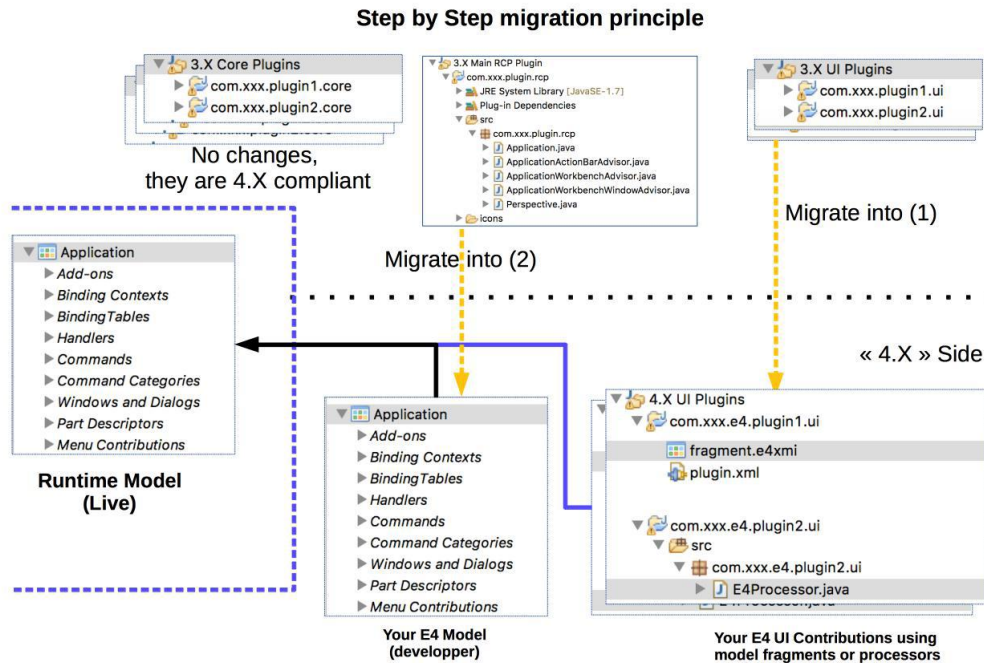 Step by Step migration principle
3.X Core Plugins
com.xxx.plugin1.core
com.xxx.plugin2.core
No changes,
they are 4.X compliant
3.X Main RCP Plugin
com.xxx.plugin.rcp
JRE System Library [JavaSE-1.7]
Plug-in Dependencies
src
com.xxx.plugin.rcp
Application.java
ApplicationActionBarAdvisor.java
ApplicationWorkbenchAdvisor.java
ApplicationWorkbenchWindowAdvisor.java
Perspective.java
icons
3.X UI Plugins
com.xxx.plugin1.ui
com.xxx.plugin2.ui
Migrate into (1)
Migrate into (2)
« 4.X » Side
Application
Add-ons
Binding Contexts
BindingTables
Handlers
Commands
Command Categories
Windows and Dialogs
Part Descriptors
Menu Contributions
Runtime Model
(Live)
Application
Add-ons
Binding Contexts
BindingTables
Handlers
Commands
Command Categories
Windows and Dialogs
Part Descriptors
Menu Contributions
Your E4 Model
(developper)
4.X UI Plugins
com.xxx.e4.plugin1.ui
fragment.e4xmi
plugin.xml
com.xxx.e4.plugin2.ui
src
com.xxx.e4.plugin2.ui
E4Processor.java
Your E4 UI Contributions using
model fragments or processors